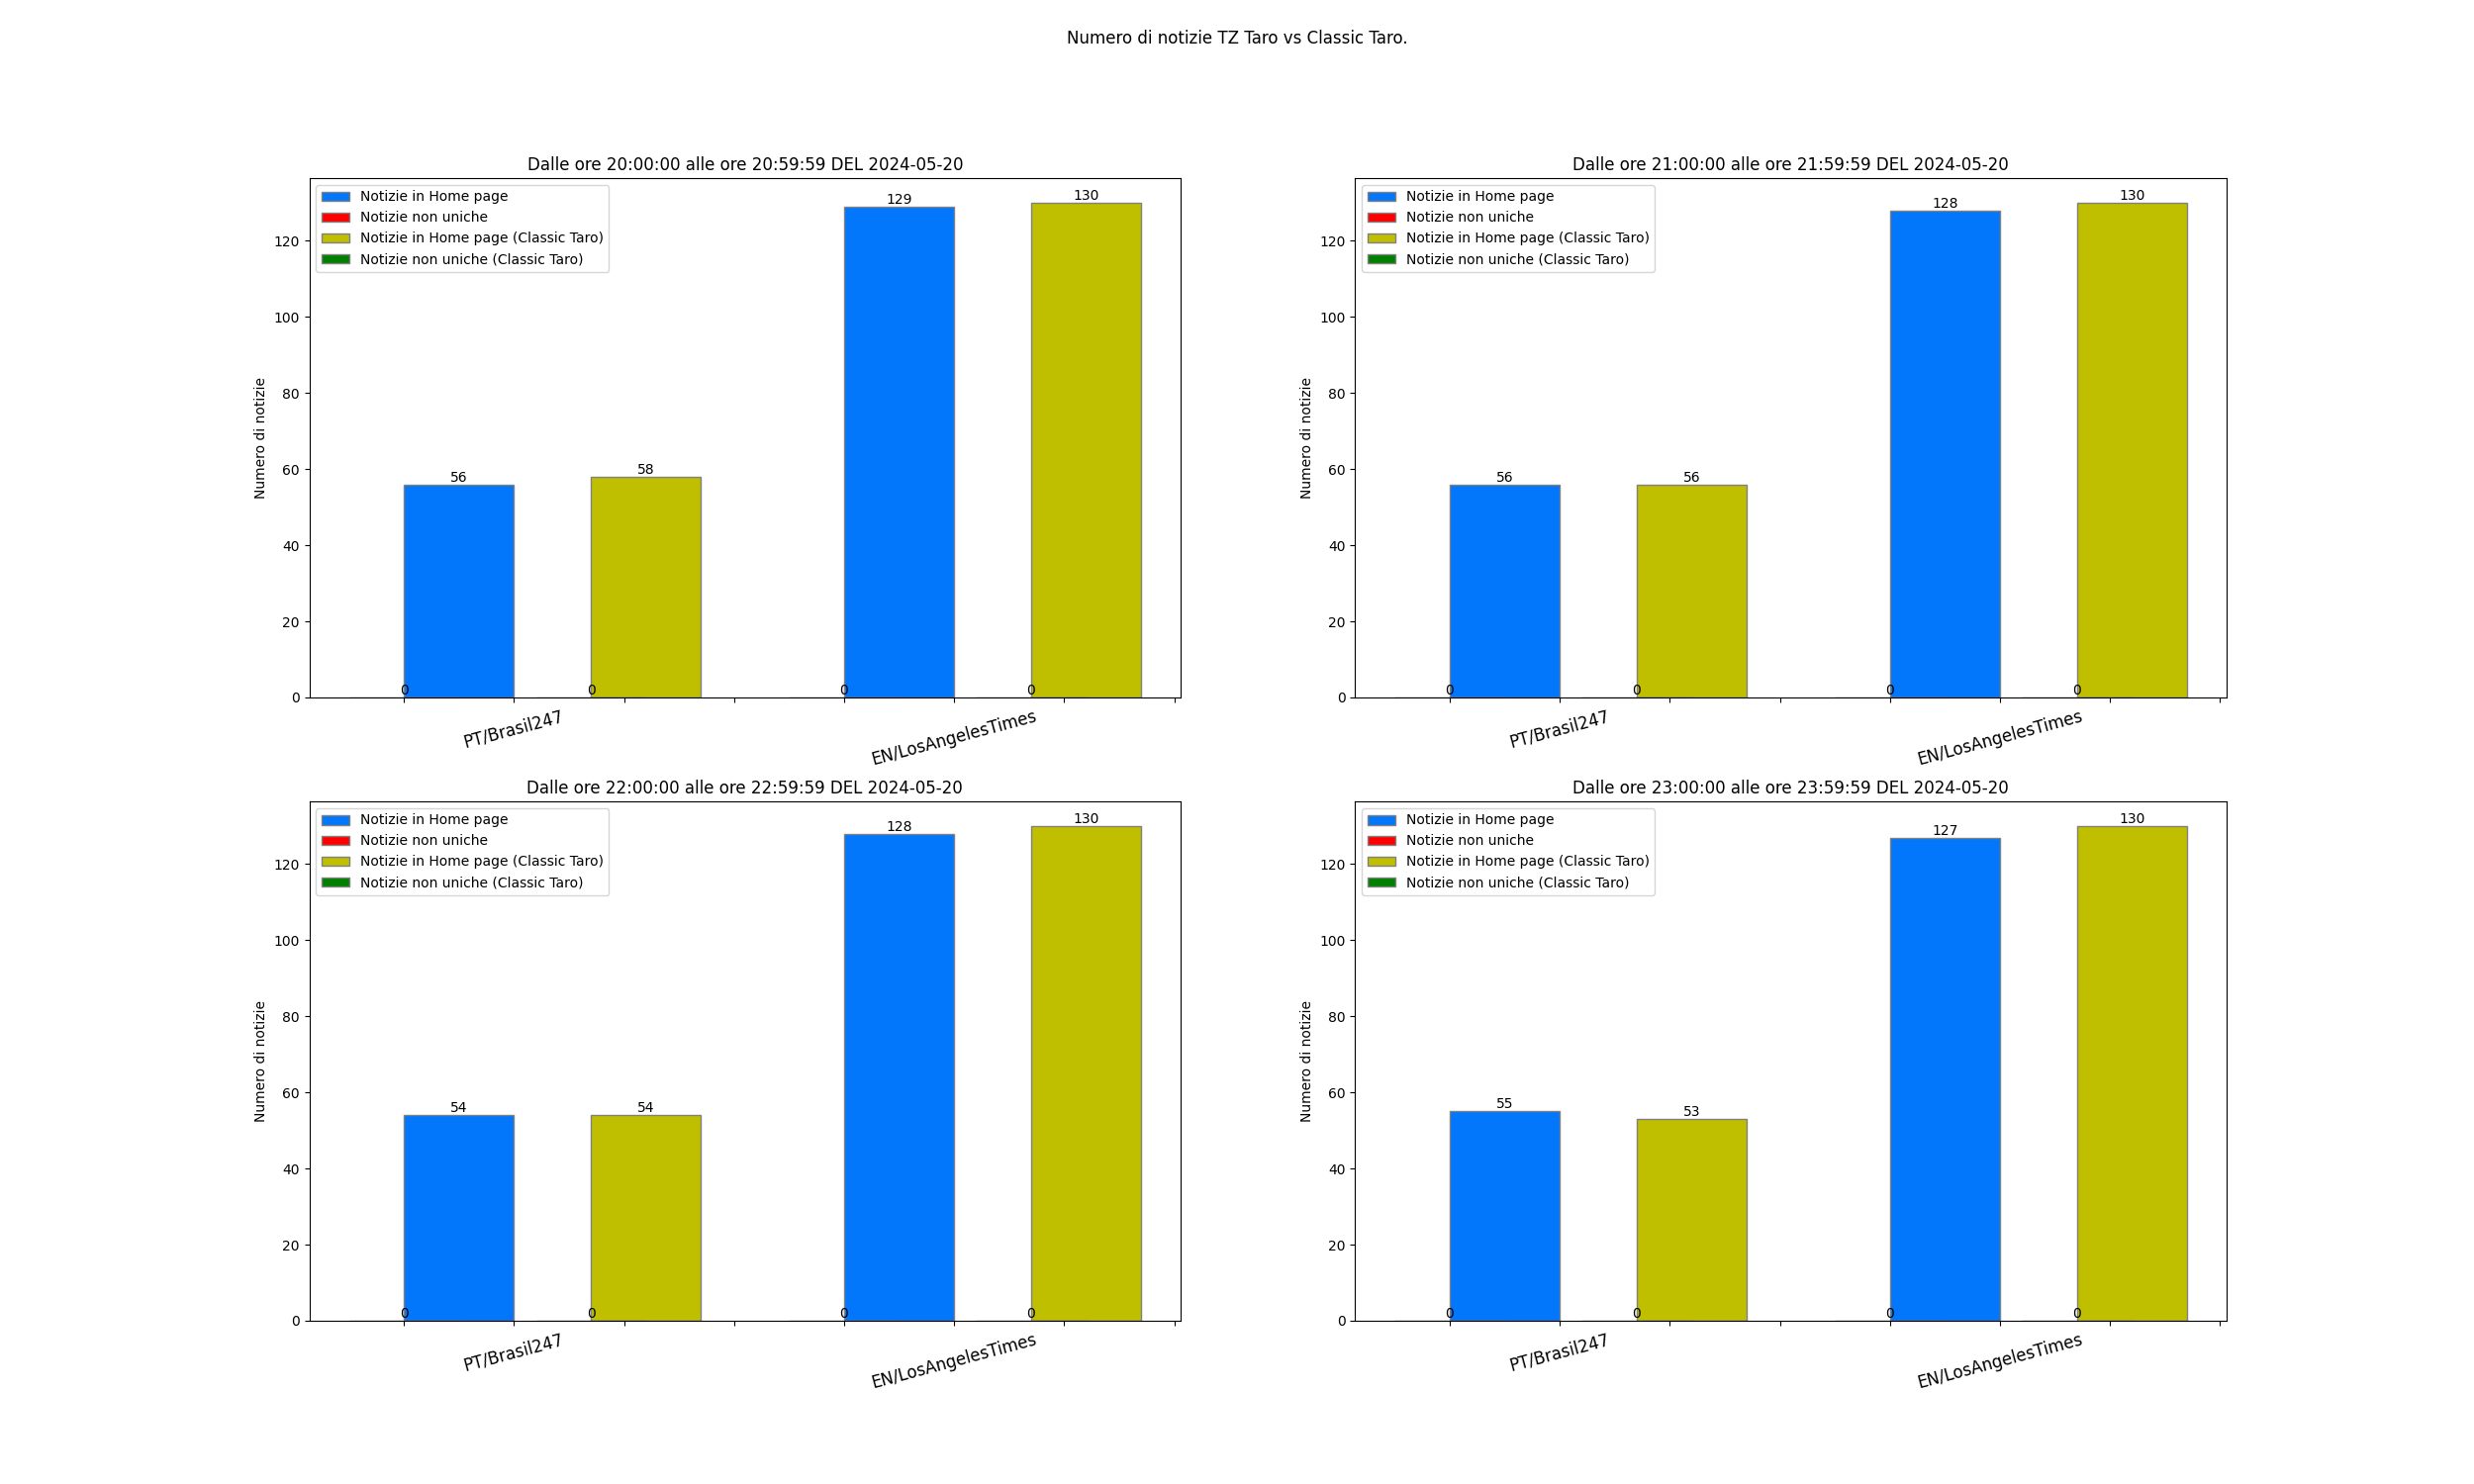 Numero di notizie TZ Taro vs Classic Taro.
Dalle ore 20:00:00 alle ore 20:59:59 DEL 2024-05-20
Notizie in Home page
Notizie non uniche
Notizie in Home page (Classic Taro)
Notizie non uniche (Classic Taro)
Numero di notizie
120
100
80
60
40
20
0
56
58
129
130
0
0
0
0
PT/Brasil247
EN/LosAngelesTimes
Dalle ore 21:00:00 alle ore 21:59:59 DEL 2024-05-20
Notizie in Home page
Notizie non uniche
Notizie in Home page (Classic Taro)
Notizie non uniche (Classic Taro)
Numero di notizie
120
100
80
60
40
20
0
56
56
128
130
0
0
0
0
PT/Brasil247
EN/LosAngelesTimes
Dalle ore 22:00:00 alle ore 22:59:59 DEL 2024-05-20
Notizie in Home page
Notizie non uniche
Notizie in Home page (Classic Taro)
Notizie non uniche (Classic Taro)
Numero di notizie
120
100
80
60
40
20
0
54
54
128
130
0
0
0
0
PT/Brasil247
EN/LosAngelesTimes
Dalle ore 23:00:00 alle ore 23:59:59 DEL 2024-05-20
Notizie in Home page
Notizie non uniche
Notizie in Home page (Classic Taro)
Notizie non uniche (Classic Taro)
Numero di notizie
120
100
80
60
40
20
0
55
53
127
130
0
0
0
0
PT/Brasil247
EN/LosAngelesTimes